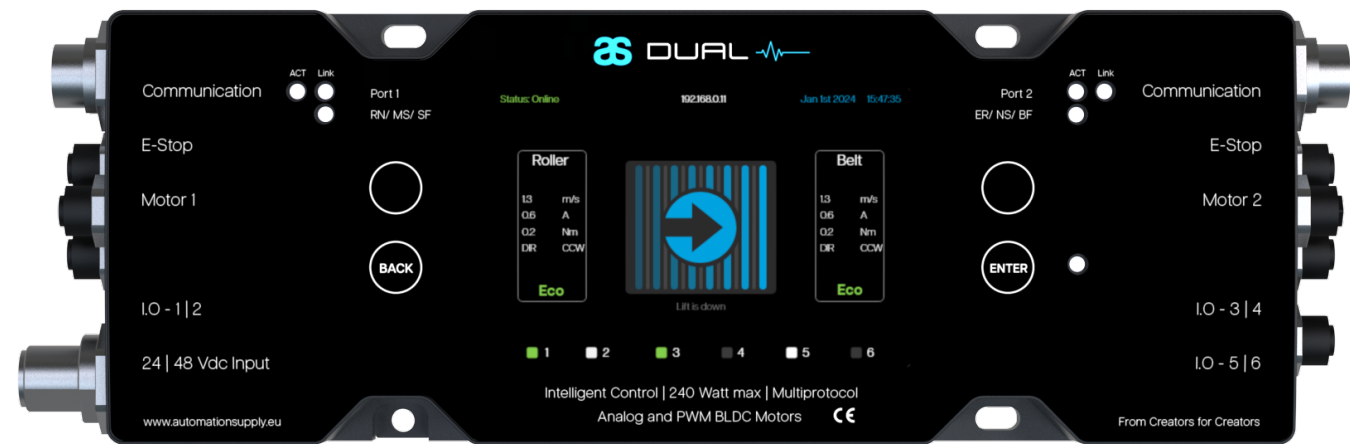 as DUAL
ACT Link
Communication
Port 1
RN/ MS/ SF
E-Stop
Motor 1
BACK
I.O - 1 | 2
24 | 48 Vdc Input
www.automationsupply.eu
Status: Online
192.168.0.11
Jan 1st 2024 15:47:35
Roller
1.3 m/s
0.6 A
0.2 Nm
DIR CCW
Eco
Lift is down
Belt
1.3 m/s
0.6 A
0.2 Nm
DIR CCW
Eco
1 2 3 4 5 6
Intelligent Control | 240 Watt max | Multiprotocol
Analog and PWM BLDC Motors CE
ACT Link
Port 2
Communication
ER/ NS/ BF
E-Stop
Motor 2
ENTER
I.O - 3 | 4
I.O - 5 | 6
From Creators for Creators